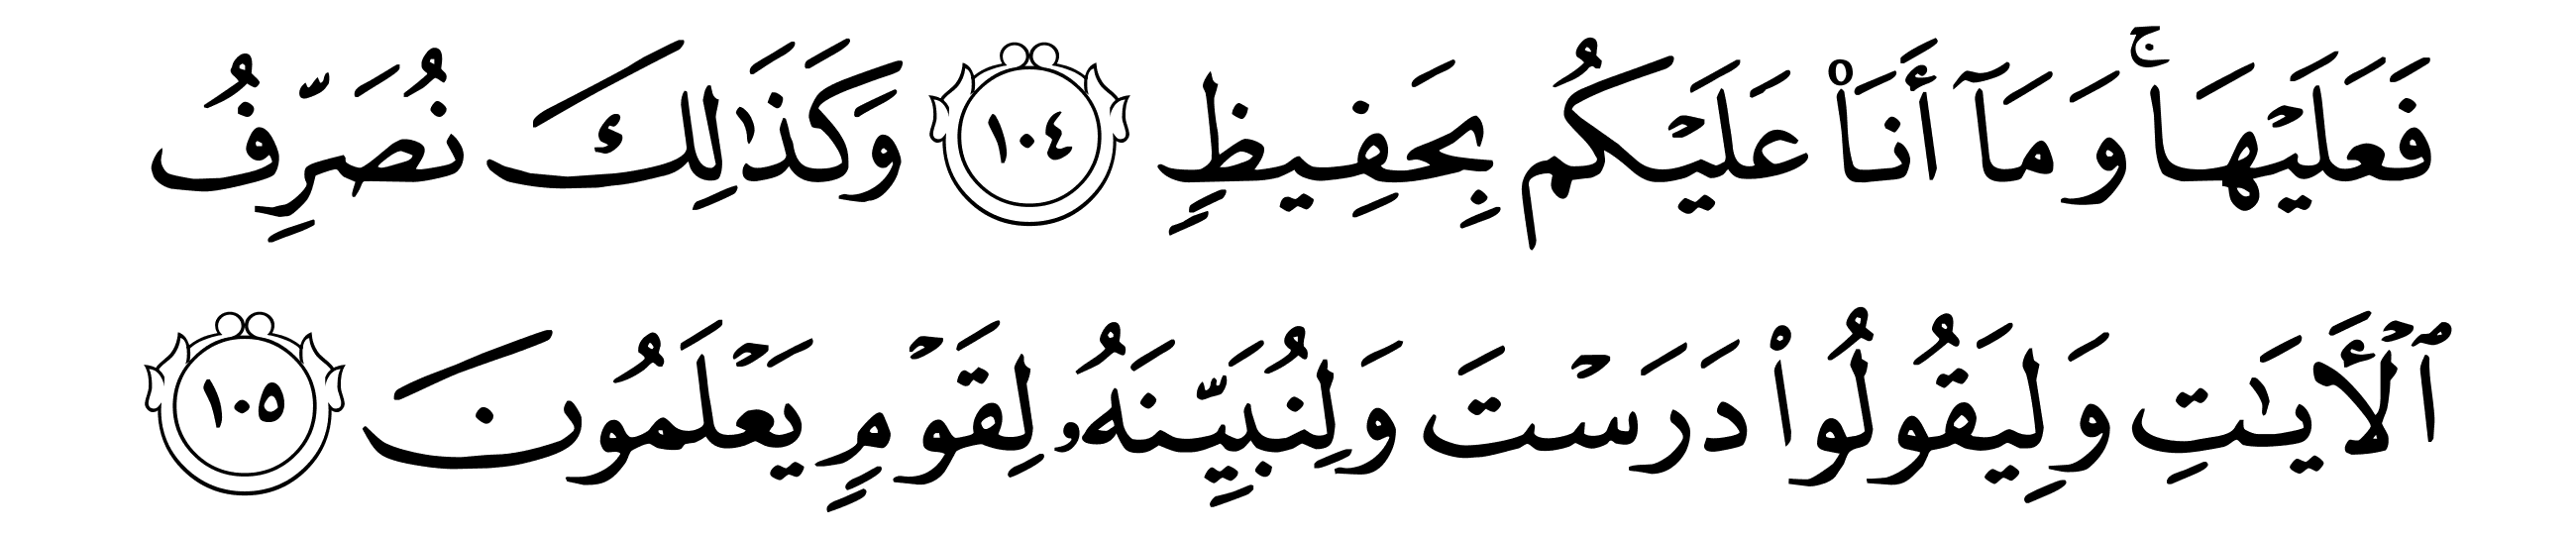 فَعَلَيْهَاۚ وَمَآ أَنَا۠ عَلَيْكُم بِحَفِيظٍ ١٠٤ وَكَذَٰلِكَ نُصَرِّفُ
ٱلْأَيَٰتِ وَلِيَقُولُوا۟ دَرَسْتَ وَلِنُبَيِّنَهُۥ لِقَوْمٍ يَعْلَمُونَ ١٠٥